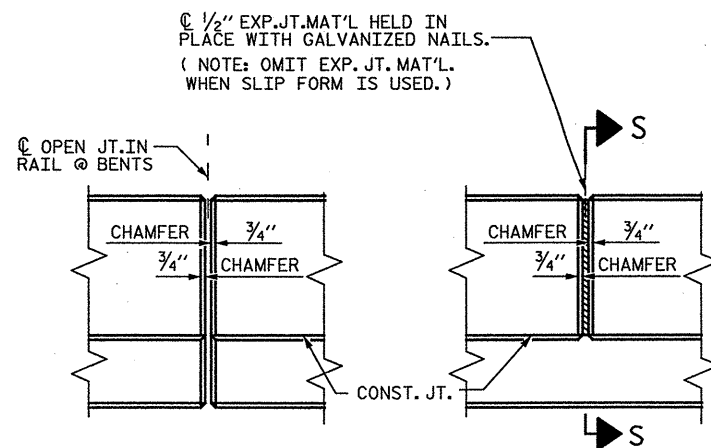 ℄ 1/2" EXP.JT.MAT'L HELD IN
PLACE WITH GALVANIZED NAILS.
( NOTE: OMIT EXP. JT. MAT'L.
WHEN SLIP FORM IS USED.)
℄ OPEN JT.IN
RAIL @ BENTS
S
CHAMFER 3/4"
3/4" CHAMFER
CHAMFER 3/4"
3/4" CHAMFER
CONST. JT.
S